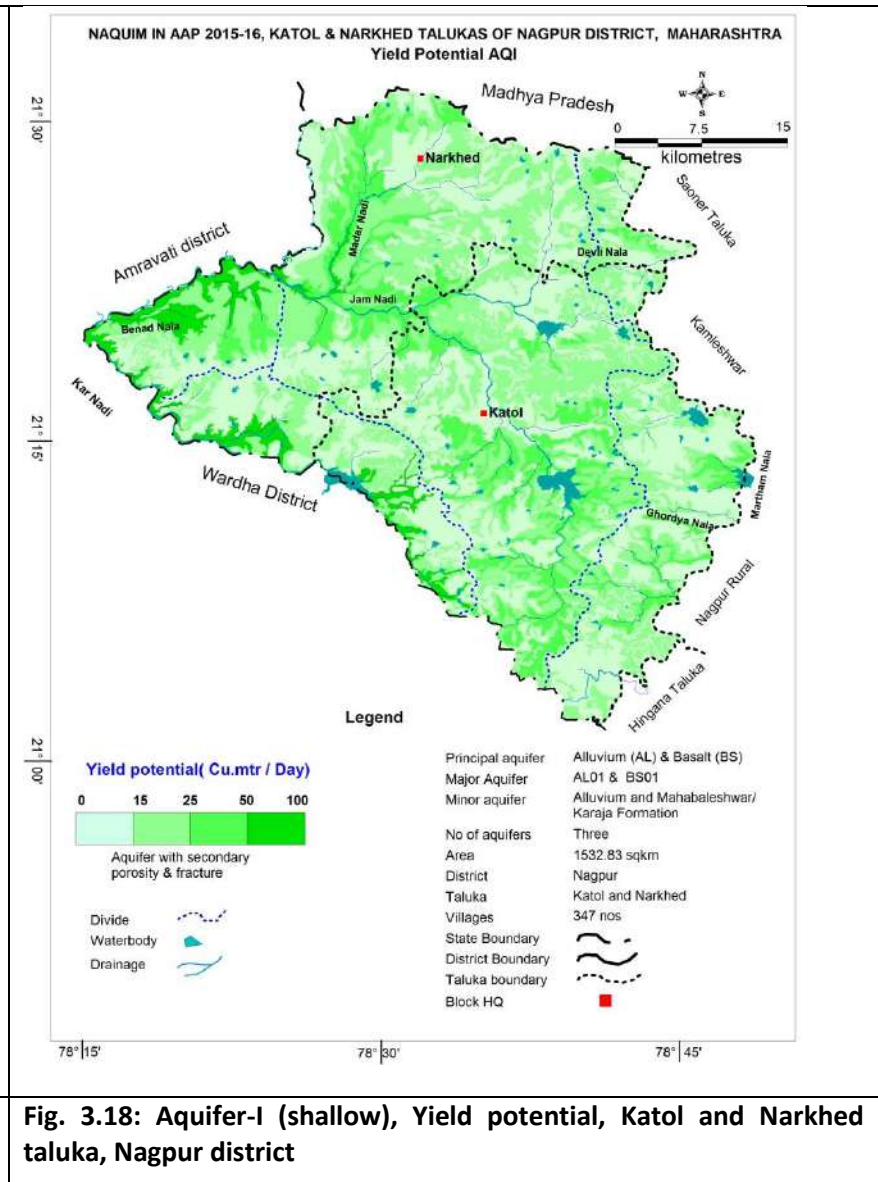 NAQUIM IN AAP 2015-16, KATOL & NARKHED TALUKAS OF NAGPUR DISTRICT, MAHARASHTRA
Yield Potential AQI
Madhya Pradesh
N
W E
S
0 7.5 15
kilometres
21° 30'
Narkhed
Saoner Taluka
Madar Nadi
Amravati district
Devli Nala
Jam Nadi
Benad Nala
Kamleshwar
Kar Nadi
Katol
21° 15'
Wardha District
Martham Nala
Ghordya Nala
Nagpur Rural
Hingana Taluka
Legend
21° 00'
Yield potential( Cu.mtr / Day)
0 15 25 50 100
Aquifer with secondary
porosity & fracture
Divide
Waterbody
Drainage
Principal aquifer Alluvium (AL) & Basalt (BS)
Major Aquifer AL01 & BS01
Minor aquifer Alluvium and Mahabaleshwar/
Karaja Formation
No of aquifers Three
Area 1532.83 sqkm
District Nagpur
Taluka Katol and Narkhed
Villages 347 nos
State Boundary
District Boundary
Taluka boundary
Block HQ
78° 15' 78° 30' 78° 45'
Fig. 3.18: Aquifer-I (shallow), Yield potential, Katol and Narkhed
taluka, Nagpur district